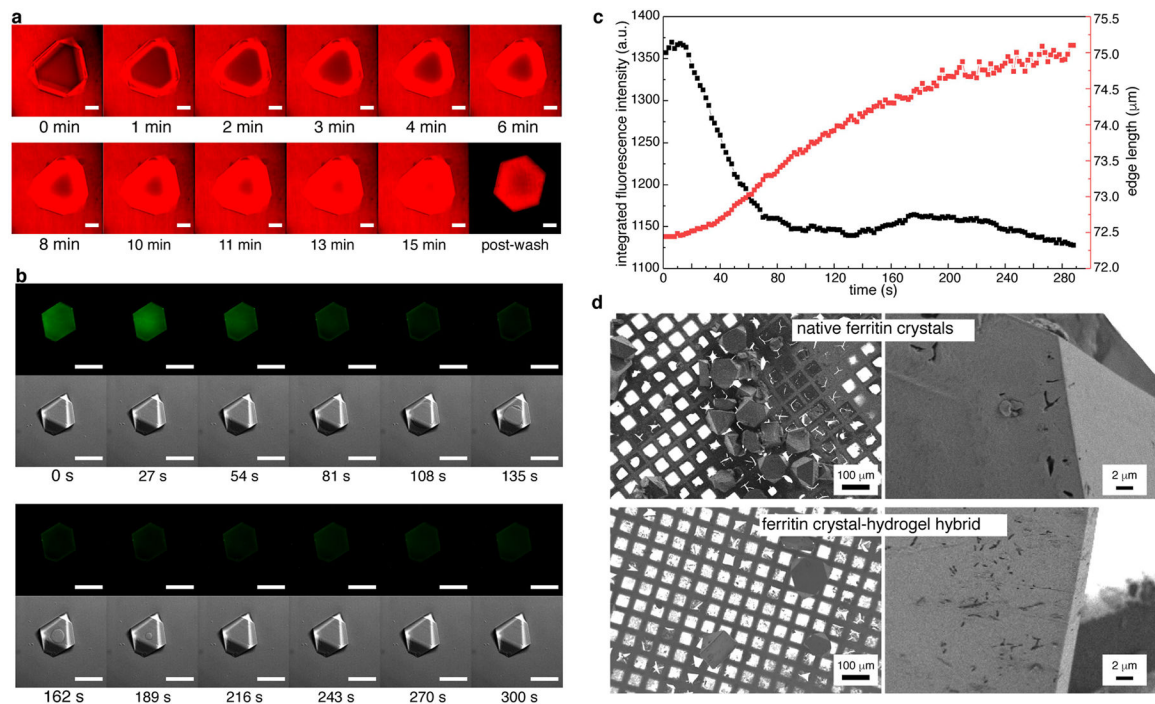 a
0 min 1 min 2 min 3 min 4 min 6 min
8 min 10 min 11 min 13 min 15 min post-wash
b
0 s 27 s 54 s 81 s 108 s 135 s
162 s 189 s 216 s 243 s 270 s 300 s
c
integrated fluorescence intensity (a.u.)
1400
1350
1300
1250
1200
1150
1100
0 40 80 120 160 200 240 280
time (s)
75.5
75.0
74.5
74.0
73.5
73.0
72.5
72.0
edge length (μm)
d
native ferritin crystals
100 μm
2 μm
ferritin crystal-hydrogel hybrid
100 μm
2 μm